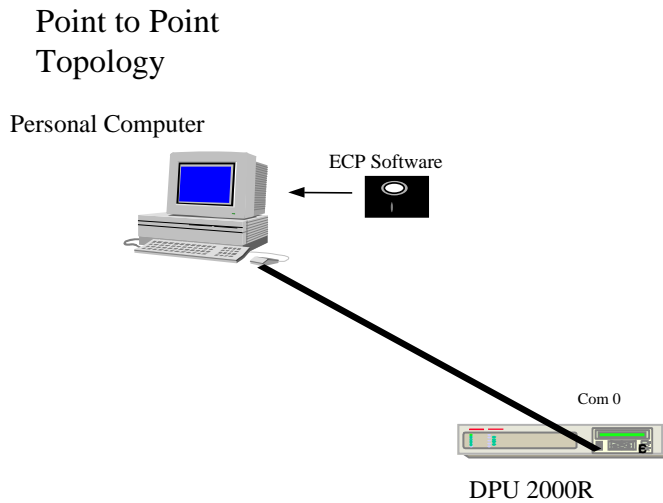 Point to Point
Topology
Personal Computer
ECP Software
Com 0
DPU 2000R